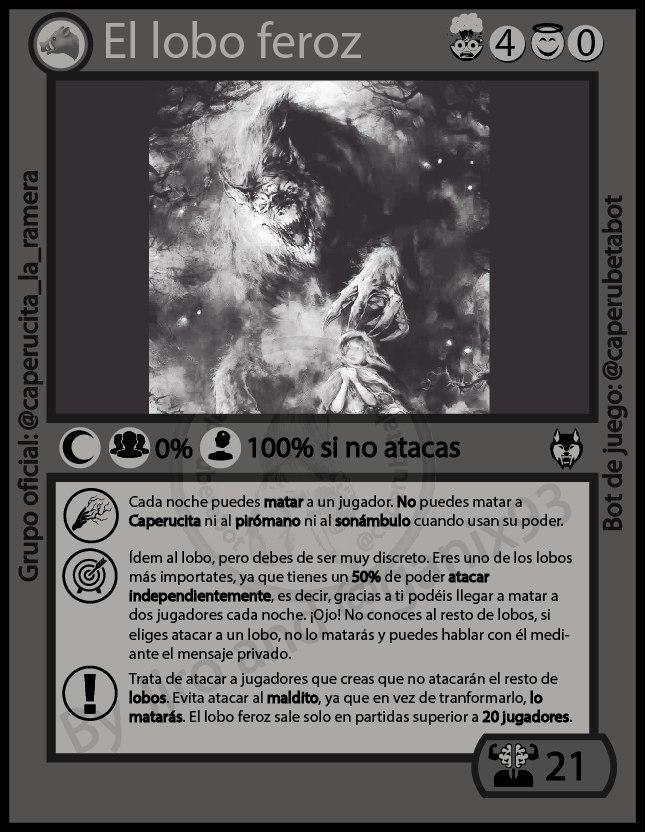 El lobo feroz
4
0
Grupo oficial: @caperucita_la_ramera
Bot de juego: @caperubetabot
0%
100% si no atacas
Cada noche puedes matar a un jugador. No puedes matar a
Caperucita ni al pirómano ni al sonámbulo cuando usan su poder.
Ídem al lobo, pero debes de ser muy discreto. Eres uno de los lobos
más importates, ya que tienes un 50% de poder atacar
independientemente, es decir, gracias a ti podéis llegar a matar a
dos jugadores cada noche. ¡Ojo! No conoces al resto de lobos, si
eliges atacar a un lobo, no lo matarás y puedes hablar con él medi-
ante el mensaje privado.
Trata de atacar a jugadores que creas que no atacarán el resto de
lobos. Evita atacar al maldito, ya que en vez de tranformarlo, lo
matarás. El lobo feroz sale solo en partidas superior a 20 jugadores.
21